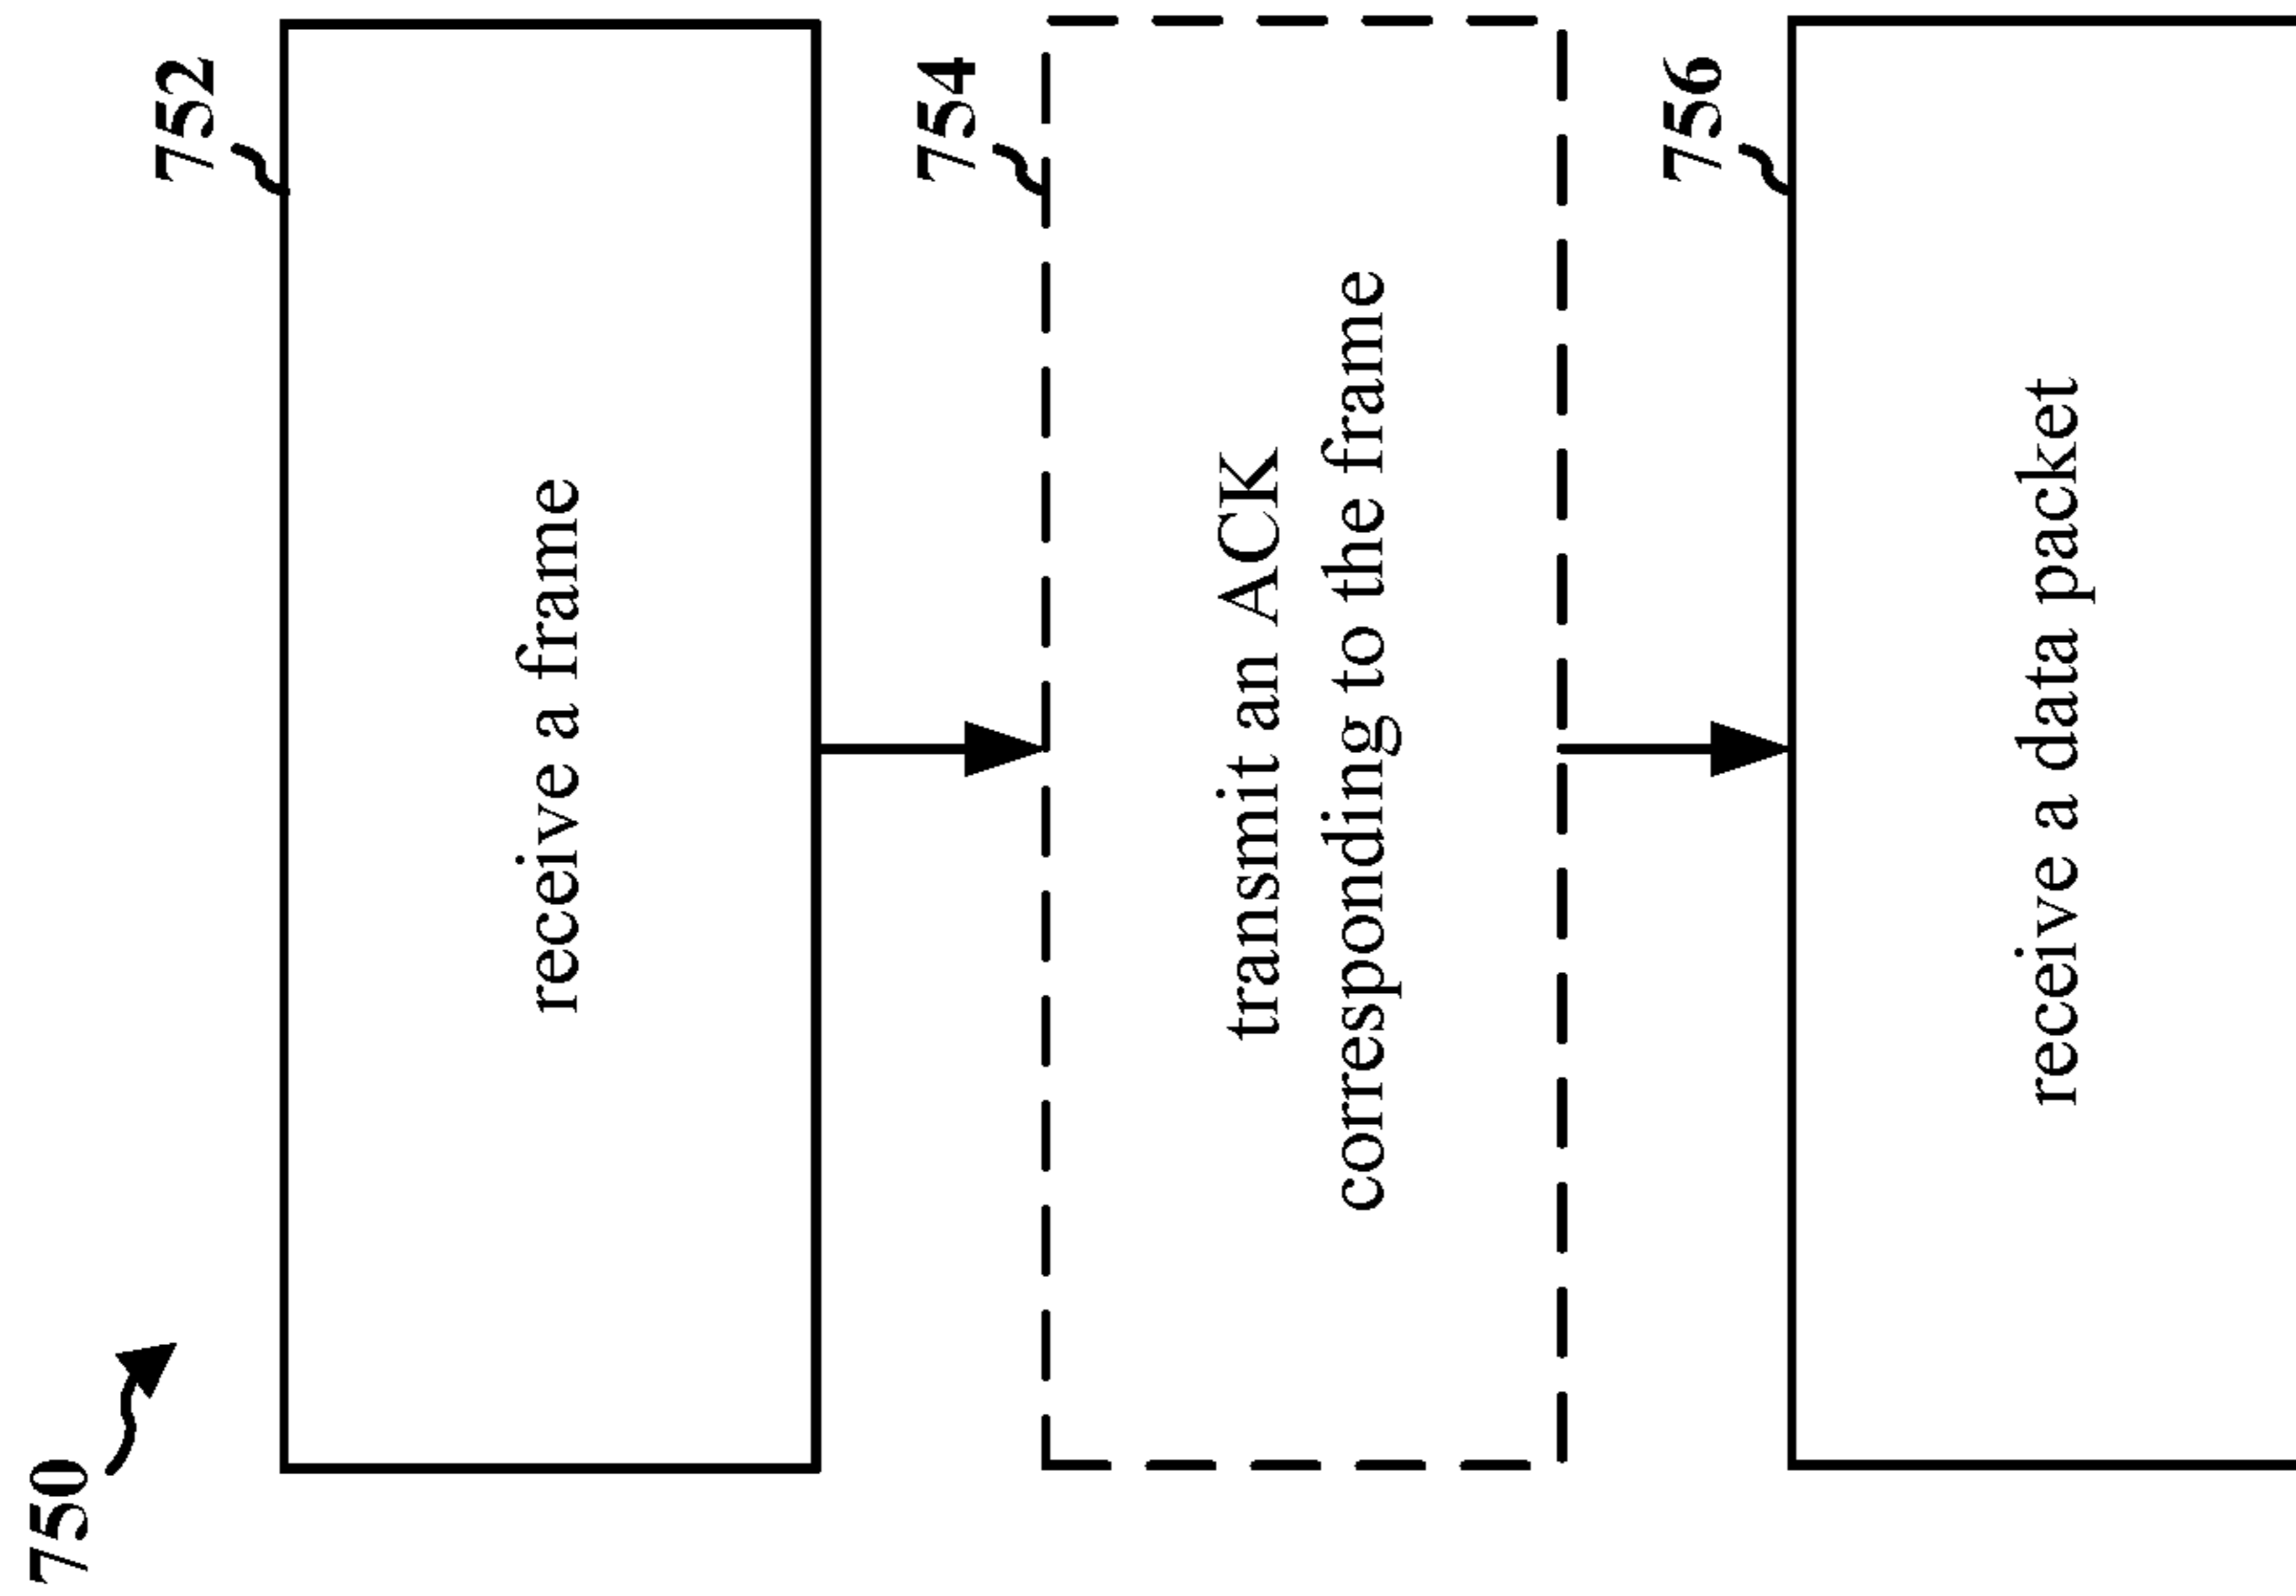 750
752
receive a frame
754
transmit an ACK
corresponding to the frame
756
receive a data packet